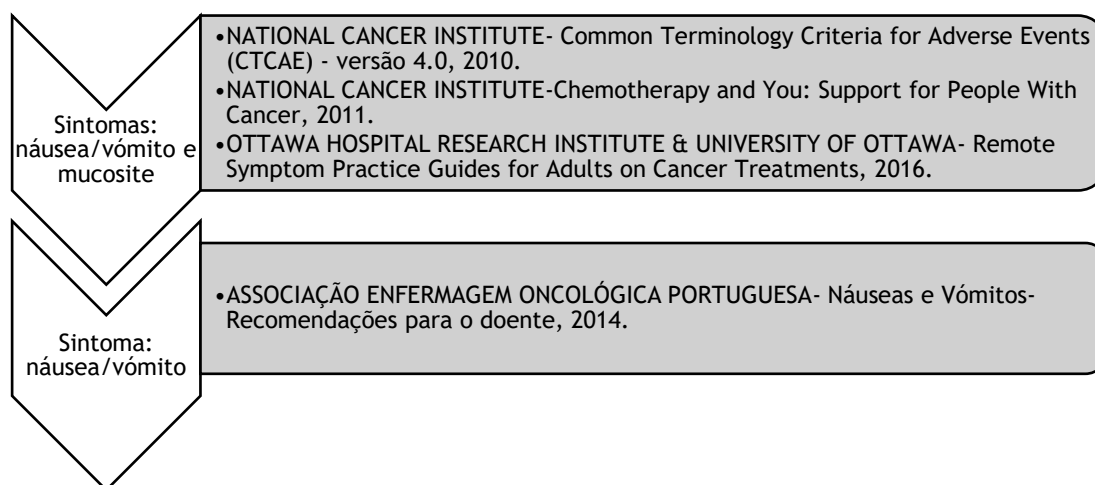 Sintomas:
náusea/vómito e
mucosite
•NATIONAL CANCER INSTITUTE- Common Terminology Criteria for Adverse Events
(CTCAE) - versão 4.0, 2010.
•NATIONAL CANCER INSTITUTE-Chemotherapy and You: Support for People With
Cancer, 2011.
•OTTAWA HOSPITAL RESEARCH INSTITUTE & UNIVERSITY OF OTTAWA- Remote
Symptom Practice Guides for Adults on Cancer Treatments, 2016.
Sintoma:
náusea/vómito
•ASSOCIAÇÃO ENFERMAGEM ONCOLÓGICA PORTUGUESA- Náuseas e Vómitos-
Recomendações para o doente, 2014.